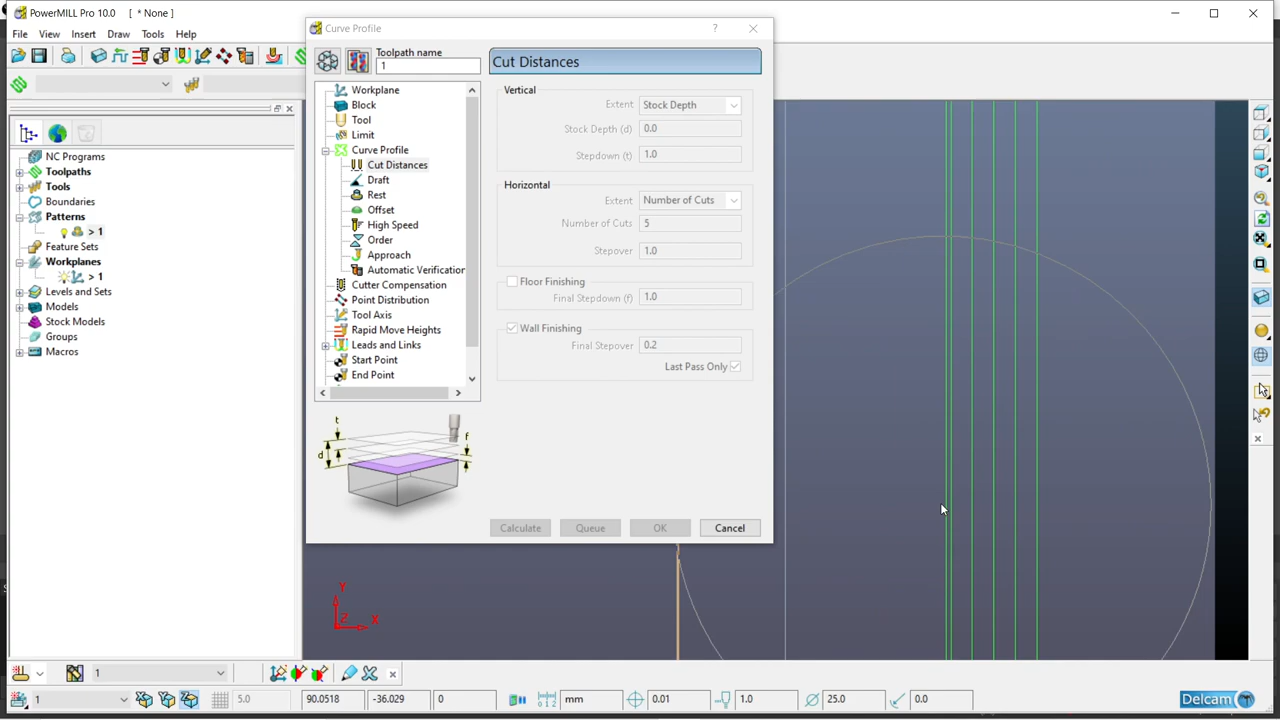 PowerMILL Pro 10.0 [ * None ]
File View Insert Draw Tools Help
NC Programs
Toolpaths
Tools
Boundaries
Patterns
> 1
Feature Sets
Workplanes
> 1
Levels and Sets
Models
Stock Models
Groups
Macros
Curve Profile
?
Toolpath name
1
Workplane
Block
Tool
Limit
Curve Profile
Cut Distances
Draft
Rest
Offset
High Speed
Order
Approach
Automatic Verification
Cutter Compensation
Point Distribution
Tool Axis
Rapid Move Heights
Leads and Links
Start Point
End Point
t
d
f
Cut Distances
Vertical
Extent Stock Depth
Stock Depth (d) 0.0
Stepdown (t) 1.0
Horizontal
Extent Number of Cuts
Number of Cuts 5
Stepover 1.0
Floor Finishing
Final Stepdown (f) 1.0
Wall Finishing
Final Stepover 0.2
Last Pass Only
Calculate Queue OK Cancel
Y
Z X
1
1 5.0 90.0518 -36.029 0 mm 0.01 1.0 25.0 0.0 Delcam